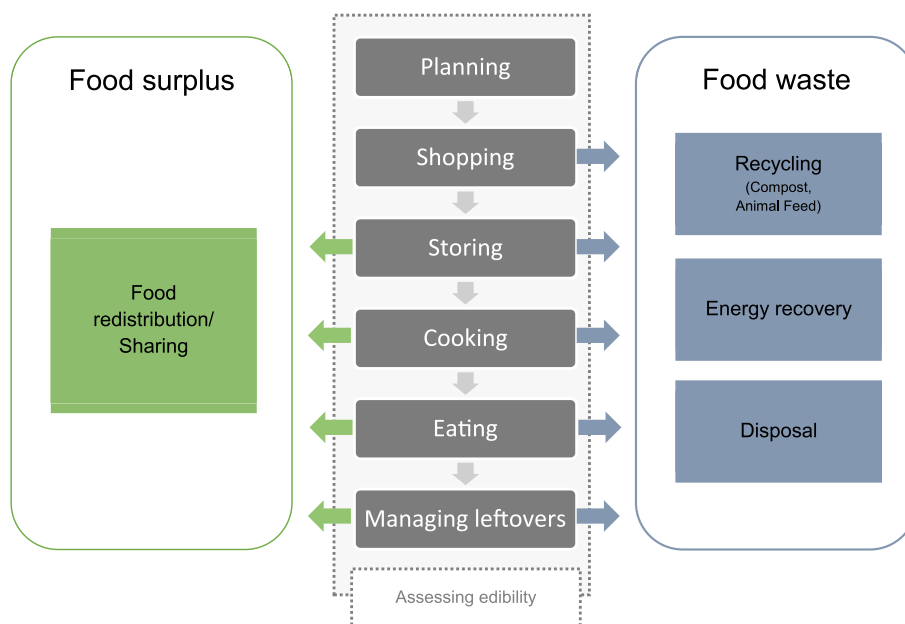 Food surplus
Food
redistribution/
Sharing
Planning
Shopping
Storing
Cooking
Eating
Managing leftovers
Assessing edibility
Food waste
Recycling
(Compost,
Animal Feed)
Energy recovery
Disposal